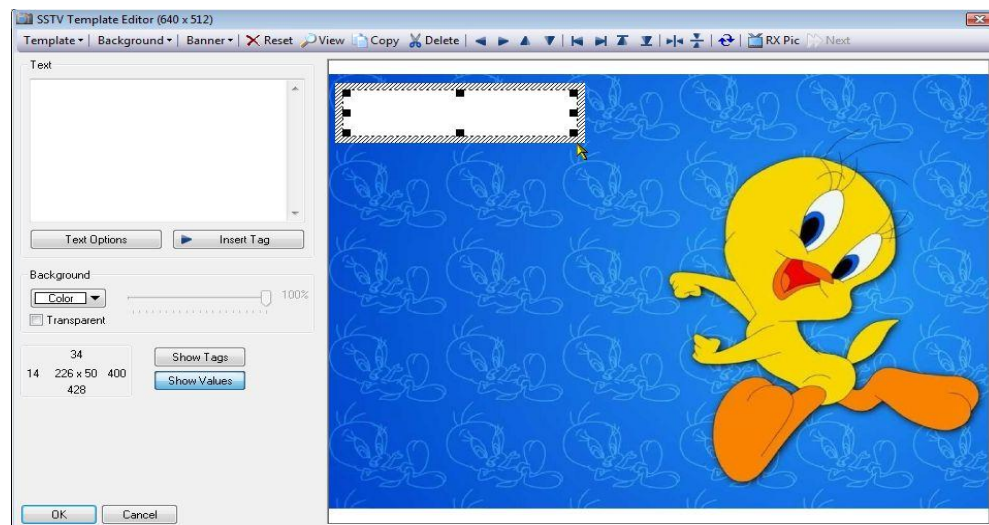 SSTV Template Editor (640 x 512)
Template Background Banner Reset View Copy Delete RX Pic Next
Text
Text Options Insert Tag
Background
Color 100%
Transparent
34
14 226 x 50 400
428
Show Tags
Show Values
OK Cancel